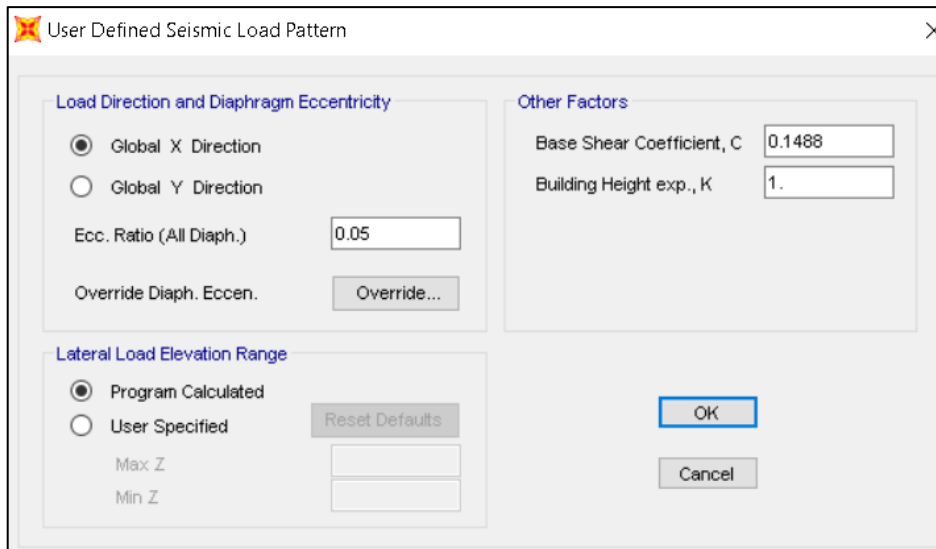 User Defined Seismic Load Pattern
Load Direction and Diaphragm Eccentricity
Global X Direction
Global Y Direction
Ecc. Ratio (All Diaph.) 0.05
Override Diaph. Eccen. Override...
Other Factors
Base Shear Coefficient, C 0.1488
Building Height exp., K 1.
Lateral Load Elevation Range
Program Calculated
User Specified Reset Defaults
Max Z
Min Z
OK
Cancel